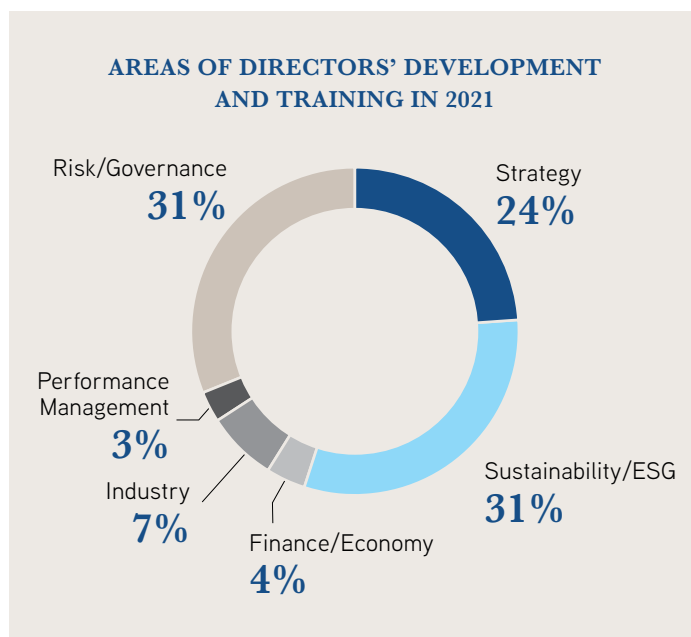 AREAS OF DIRECTORS’ DEVELOPMENT
AND TRAINING IN 2021
Risk/Governance
31%
Strategy
24%
Performance
Management
3%
Industry
7%
Finance/Economy
4%
Sustainability/ESG
31%